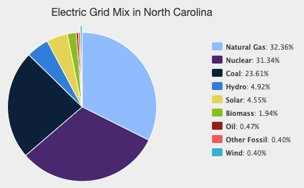 Electric Grid Mix in North Carolina
Natural Gas: 32.36%
Nuclear: 31.34%
Coal: 23.61%
Hydro: 4.92%
Solar: 4.55%
Biomass: 1.94%
Oil: 0.47%
Other Fossil: 0.40%
Wind: 0.40%